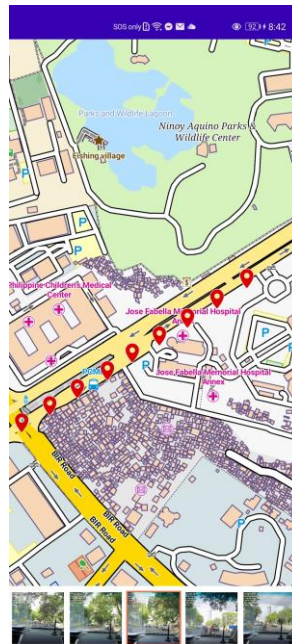 SOS only 92 8:42
Parks and Wildlife Lagoon
Ninoy Aquino Parks &
Wildlife Center
Fishing village
P
P
P
Philippine Children's Medical
Center
Jose Fabella Memorial Hospital
P
P
Jose Fabella Memorial Hospital
Annex
BIR Road
BIR Road
BIR Road
P